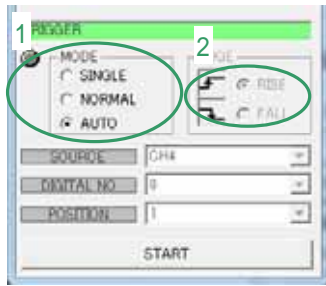 1
TRIGGER
2
MODE
SINGLE
NORMAL
AUTO
RISE
FALL
SOURCE CH4
DIGITAL NO 0
POSITION 1
START